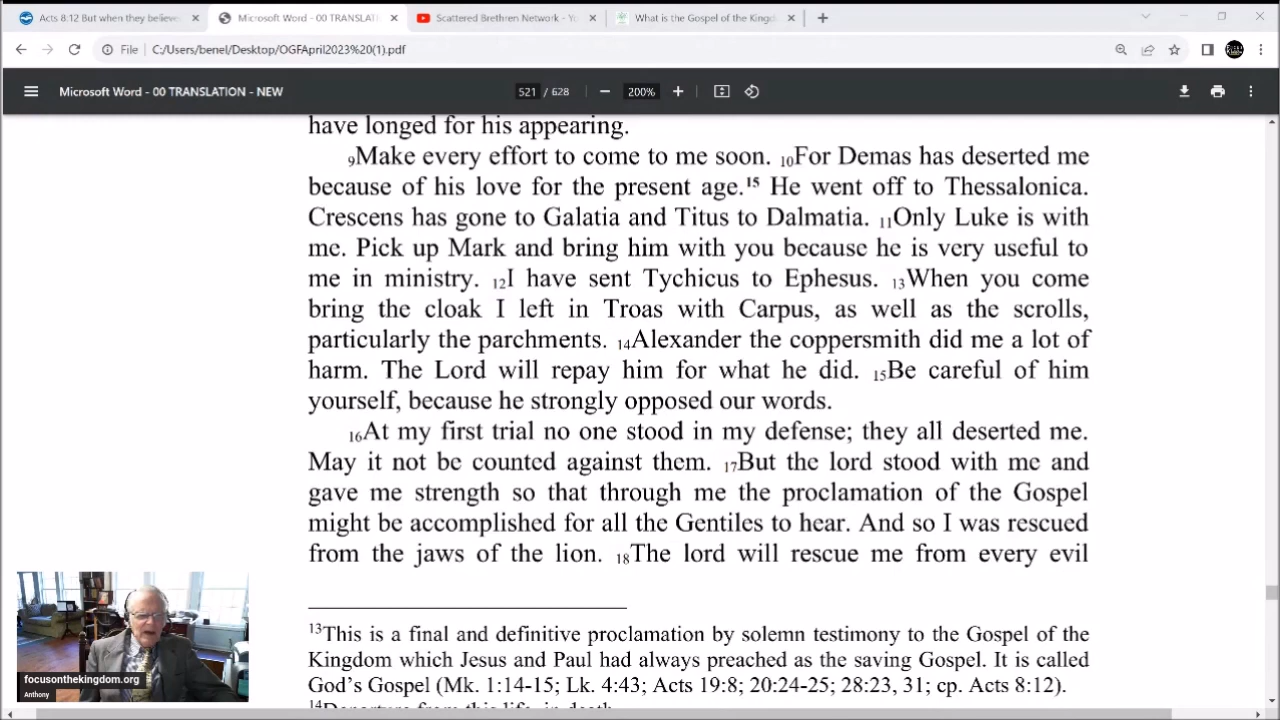 Acts 8:12 But when they believe
Microsoft Word - 00 TRANSLATI
Scattered Brethren Network - Yo
What is the Gospel of the Kingd
File C:/Users/benel/Desktop/OGFApril2023%20(1).pdf
Microsoft Word - 00 TRANSLATION - NEW
521 / 628
200%
have longed for his appearing.
9Make every effort to come to me soon. 10For Demas has deserted me
because of his love for the present age.15 He went off to Thessalonica.
Crescens has gone to Galatia and Titus to Dalmatia. 11Only Luke is with
me. Pick up Mark and bring him with you because he is very useful to
me in ministry. 12I have sent Tychicus to Ephesus. 13When you come
bring the cloak I left in Troas with Carpus, as well as the scrolls,
particularly the parchments. 14Alexander the coppersmith did me a lot of
harm. The Lord will repay him for what he did. 15Be careful of him
yourself, because he strongly opposed our words.
16At my first trial no one stood in my defense; they all deserted me.
May it not be counted against them. 17But the lord stood with me and
gave me strength so that through me the proclamation of the Gospel
might be accomplished for all the Gentiles to hear. And so I was rescued
from the jaws of the lion. 18The lord will rescue me from every evil
13This is a final and definitive proclamation by solemn testimony to the Gospel of the
Kingdom which Jesus and Paul had always preached as the saving Gospel. It is called
God's Gospel (Mk. 1:14-15; Lk. 4:43; Acts 19:8; 20:24-25; 28:23, 31; cp. Acts 8:12).
14Departure from this life, in death
focusonthekingdom.org
Anthony